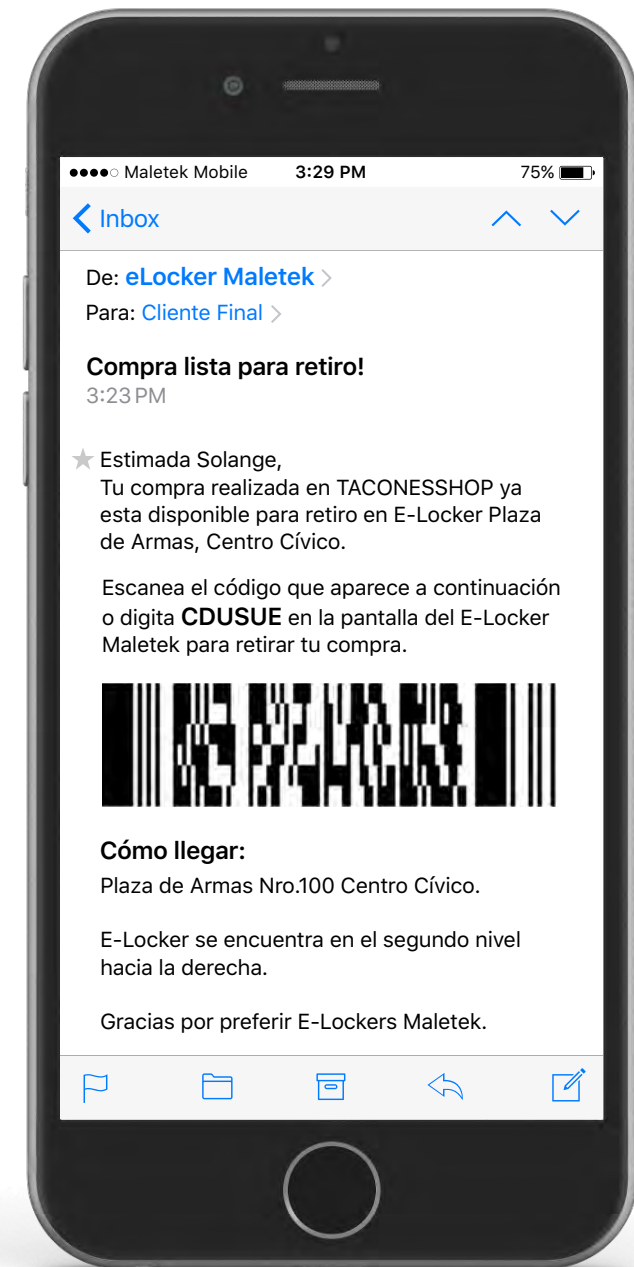 Maletek Mobile 3:29 PM 75%
Inbox
De: eLocker Maletek
Para: Cliente Final
Compra lista para retiro!
3:23 PM
Estimada Solange,
Tu compra realizada en TACONESSHOP ya
esta disponible para retiro en E-Locker Plaza
de Armas, Centro Cívico.
Escanea el código que aparece a continuación
o digita CDUSUE en la pantalla del E-Locker
Maletek para retirar tu compra.
Cómo llegar:
Plaza de Armas Nro.100 Centro Cívico.
E-Locker se encuentra en el segundo nivel
hacia la derecha.
Gracias por preferir E-Lockers Maletek.